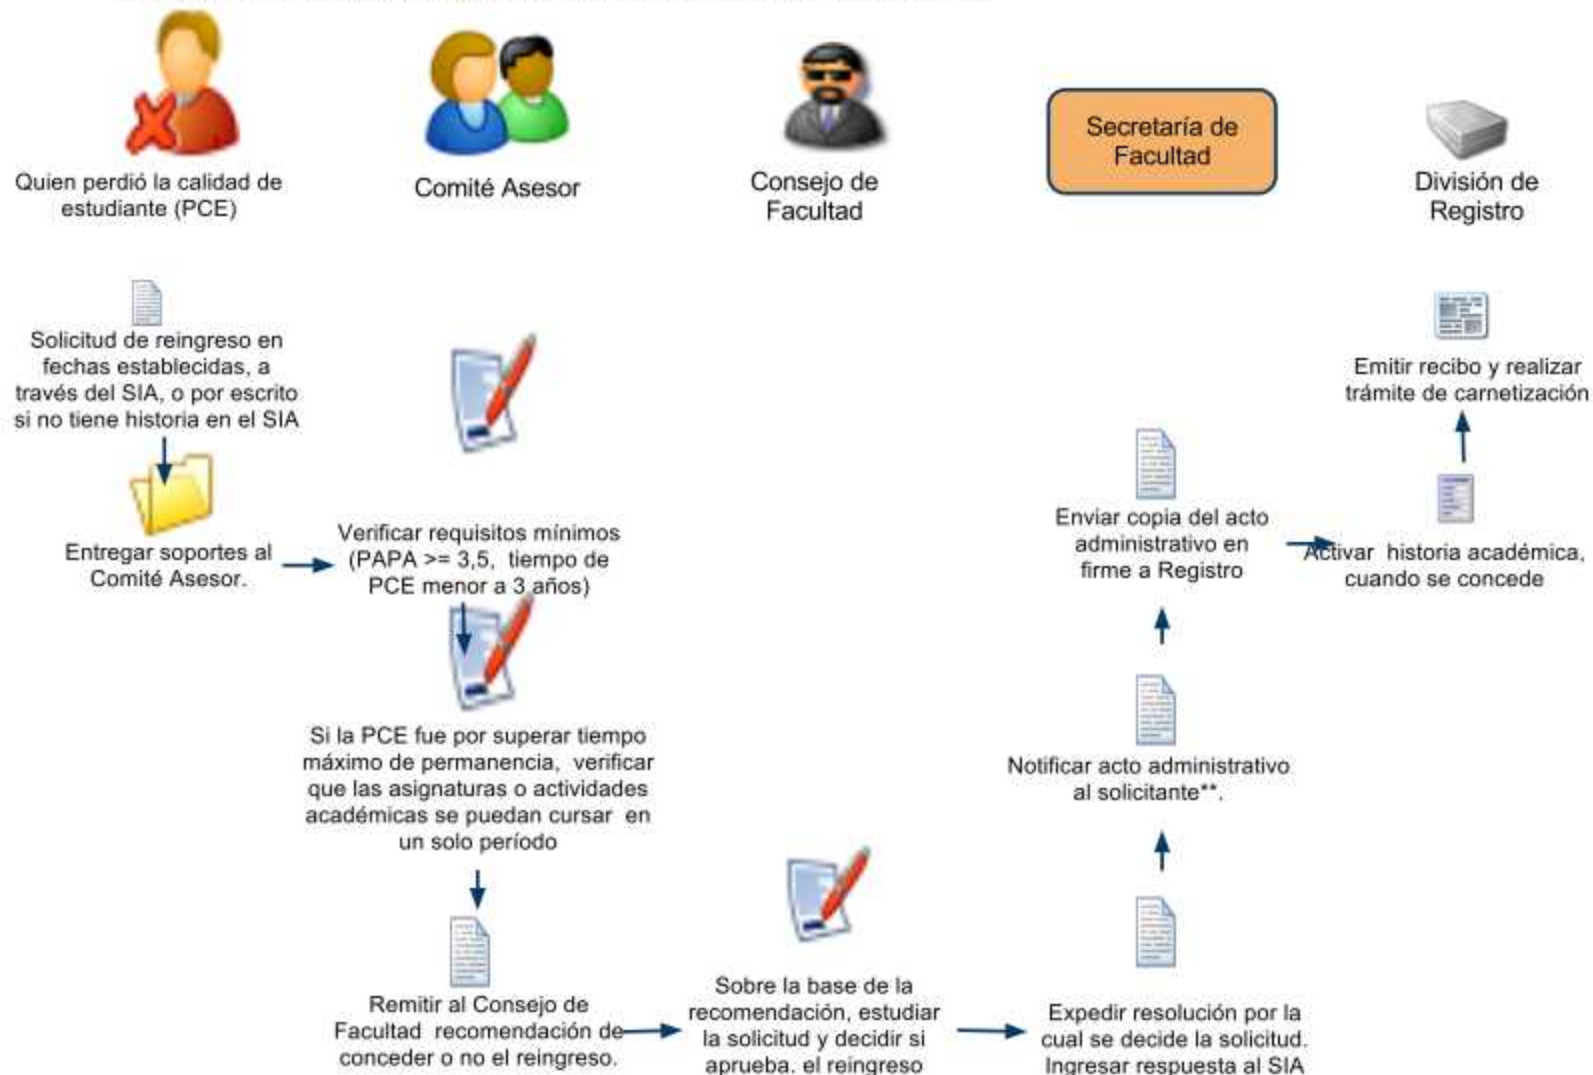 Quien perdió la calidad de
estudiante (PCE)
Comité Asesor
Consejo de
Facultad
Secretaría de
Facultad
División de
Registro
Solicitud de reingreso en
fechas establecidas, a
través del SIA, o por escrito
si no tiene historia en el SIA
Entregar soportes al
Comité Asesor.
Verificar requisitos mínimos
(PAPA >= 3,5, tiempo de
PCE menor a 3 años)
Si la PCE fue por superar tiempo
máximo de permanencia, verificar
que las asignaturas o actividades
académicas se puedan cursar en
un solo período
Remitir al Consejo de
Facultad recomendación de
conceder o no el reingreso.
Sobre la base de la
recomendación, estudiar
la solicitud y decidir si
aprueba. el reingreso
Expedir resolución por la
cual se decide la solicitud.
Ingresar respuesta al SIA
Notificar acto administrativo
al solicitante**.
Enviar copia del acto
administrativo en
firme a Registro
Activar historia académica,
cuando se concede
Emitir recibo y realizar
trámite de carnetización